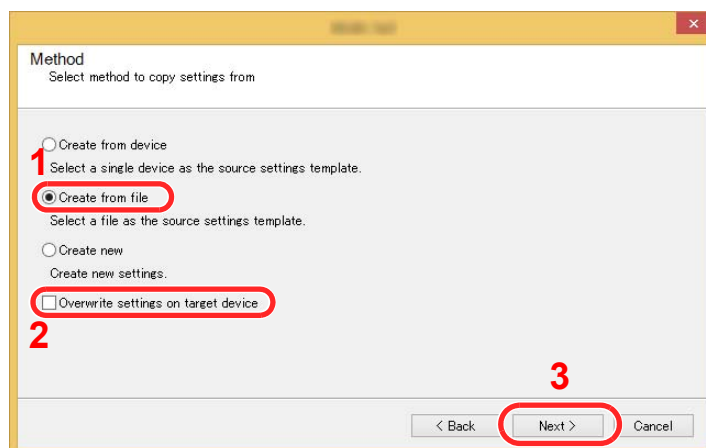 Method
Select method to copy settings from
Create from device
1
Select a single device as the source settings template.
Create from file
Select a file as the source settings template.
Create new
Create new settings.
Overwrite settings on target device
2
3
< Back Next > Cancel